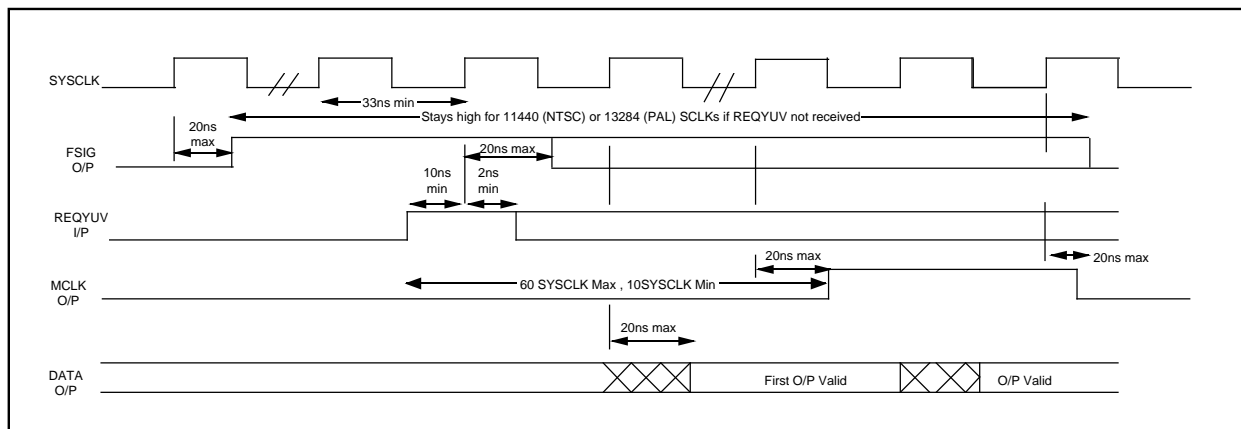 SYSCLK
33ns min
Stays high for 11440 (NTSC) or 13284 (PAL) SCLKs if REQYUV not received
20ns
max
FSIG
O/P
20ns max
10ns
min
2ns
min
REQYUV
I/P
20ns max
20ns max
MCLK
O/P
60 SYSCLK Max , 10SYSCLK Min
20ns max
DATA
O/P
First O/P Valid
O/P Valid